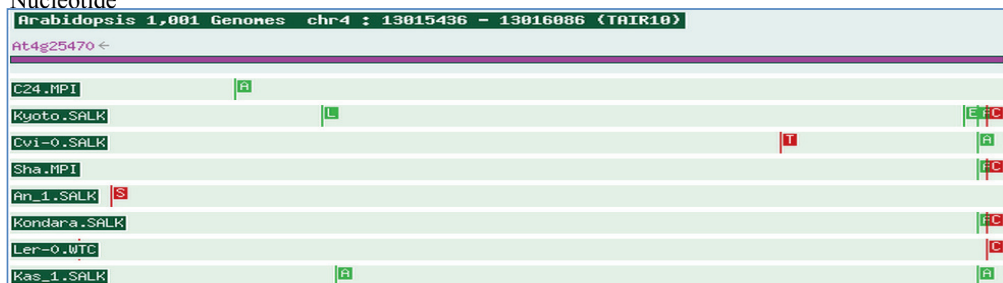 Nucleotide
Arabidopsis 1,001 Genomes chr4 : 13015436 - 13016086 (TAIR10)
At4g25470 ←
C24.MPI A
Kyoto.SALK L E C
Cvi-0.SALK T A
Sha.MPI C
An_1.SALK S
Kondara.SALK C
Ler-0.WTC C
Kas_1.SALK A A